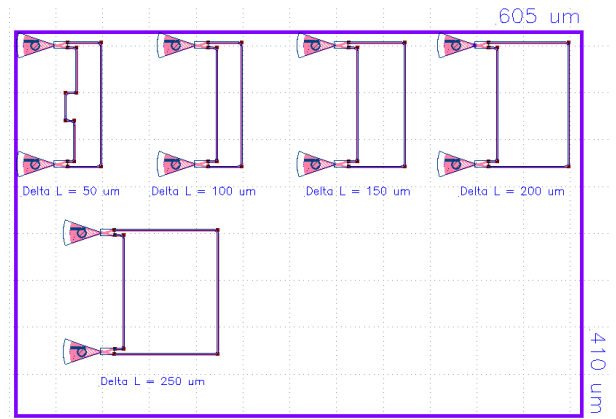 605 um
Delta L = 50 um
Delta L = 100 um
Delta L = 150 um
Delta L = 200 um
410 um
Delta L = 250 um